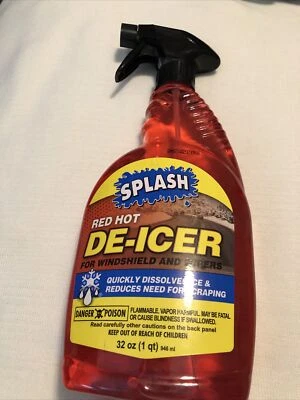 SPLASH
RED HOT
DE-ICER
FOR WINDSHIELD AND WIPERS
QUICKLY DISSOLVES ICE &
REDUCES NEED FOR SCRAPING
DANGER POISON
FLAMMABLE. VAPOR HARMFUL. MAY BE FATAL
OR CAUSE BLINDNESS IF SWALLOWED.
Read carefully other cautions on the back panel
KEEP OUT OF REACH OF CHILDREN
32 oz (1 qt) 946 ml